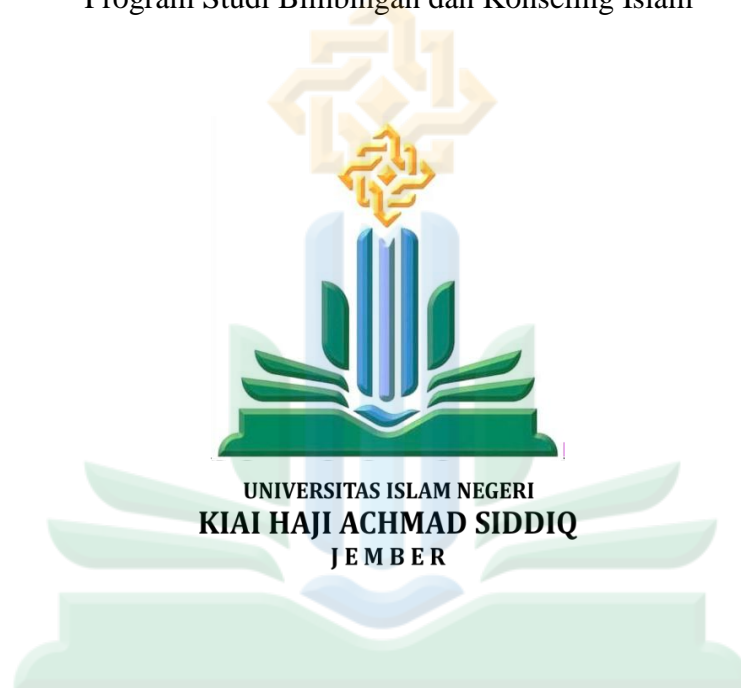 Program Studi Bimbingan dan Konseling Islam
UNIVERSITAS ISLAM NEGERI
KIAI HAJI ACHMAD SIDDIQ
JEMBER